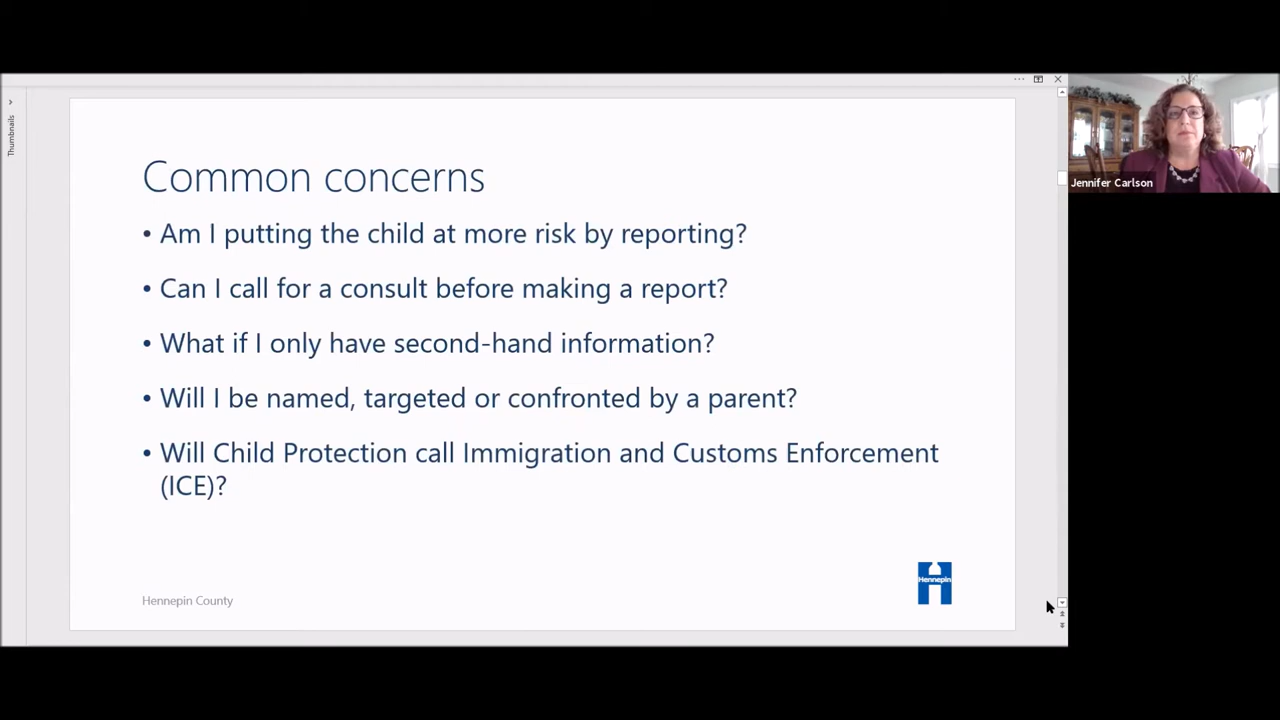 Thumbnails
Common concerns
• Am I putting the child at more risk by reporting?
• Can I call for a consult before making a report?
• What if I only have second-hand information?
• Will I be named, targeted or confronted by a parent?
• Will Child Protection call Immigration and Customs Enforcement
(ICE)?
Hennepin County
Hennepin
Jennifer Carlson